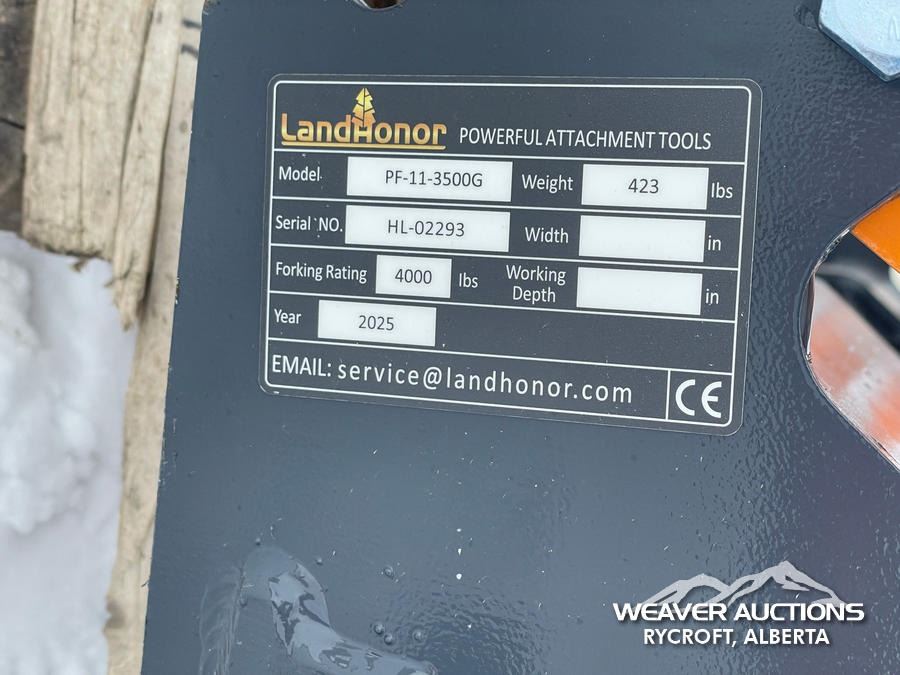 LandHonor POWERFUL ATTACHMENT TOOLS
Model PF-11-3500G Weight 423 lbs
Serial NO. HL-02293 Width in
Forking Rating 4000 lbs Working Depth in
Year 2025
EMAIL: service@landhonor.com CE
WEAVER AUCTIONS
RYCROFT, ALBERTA